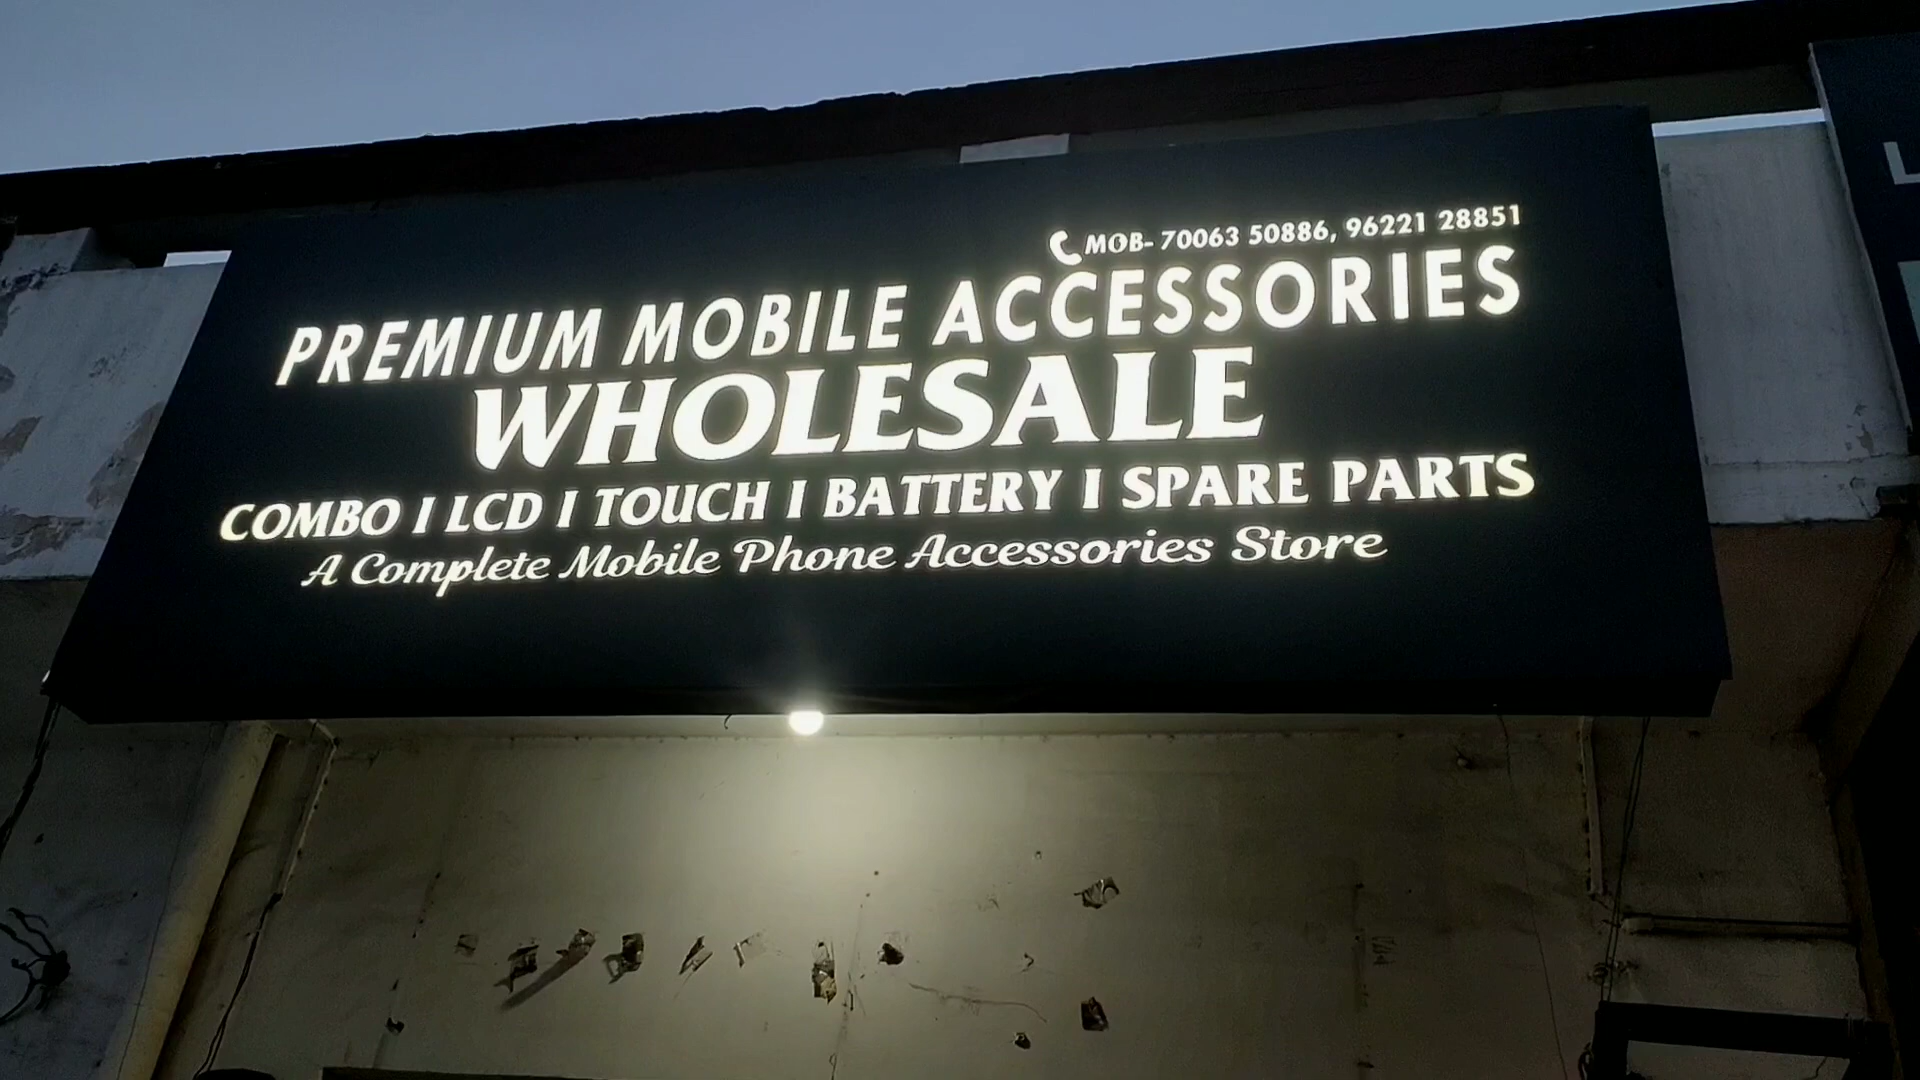 MOB- 70063 50886, 96221 28851
PREMIUM MOBILE ACCESSORIES
WHOLESALE
COMBO I LCD I TOUCH I BATTERY I SPARE PARTS
A Complete Mobile Phone Accessories Store